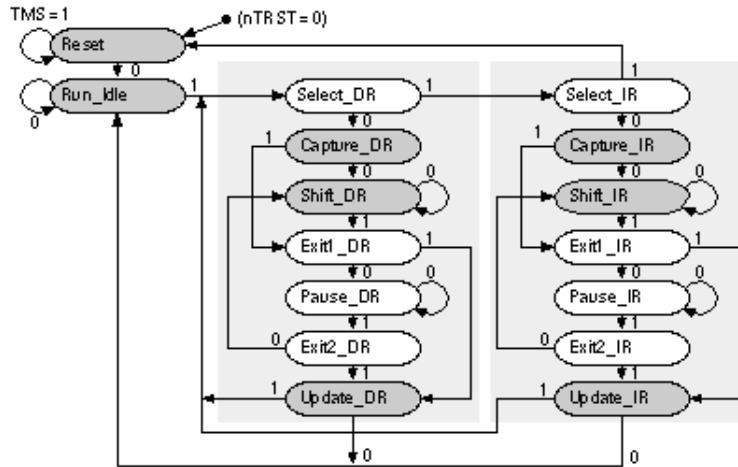 TMS = 1
(nTRST = 0)
Reset
0
1
Run_Idle
1
Select_DR
1
Select_IR
0
0
0
1
Capture_DR
1
Capture_IR
0
0
0
0
Shift_DR
Shift_IR
1
1
Exit1_DR
1
Exit1_IR
1
0
0
0
0
Pause_DR
Pause_IR
1
1
0
Exit2_DR
0
Exit2_IR
1
1
1
Update_DR
1
Update_IR
0
0